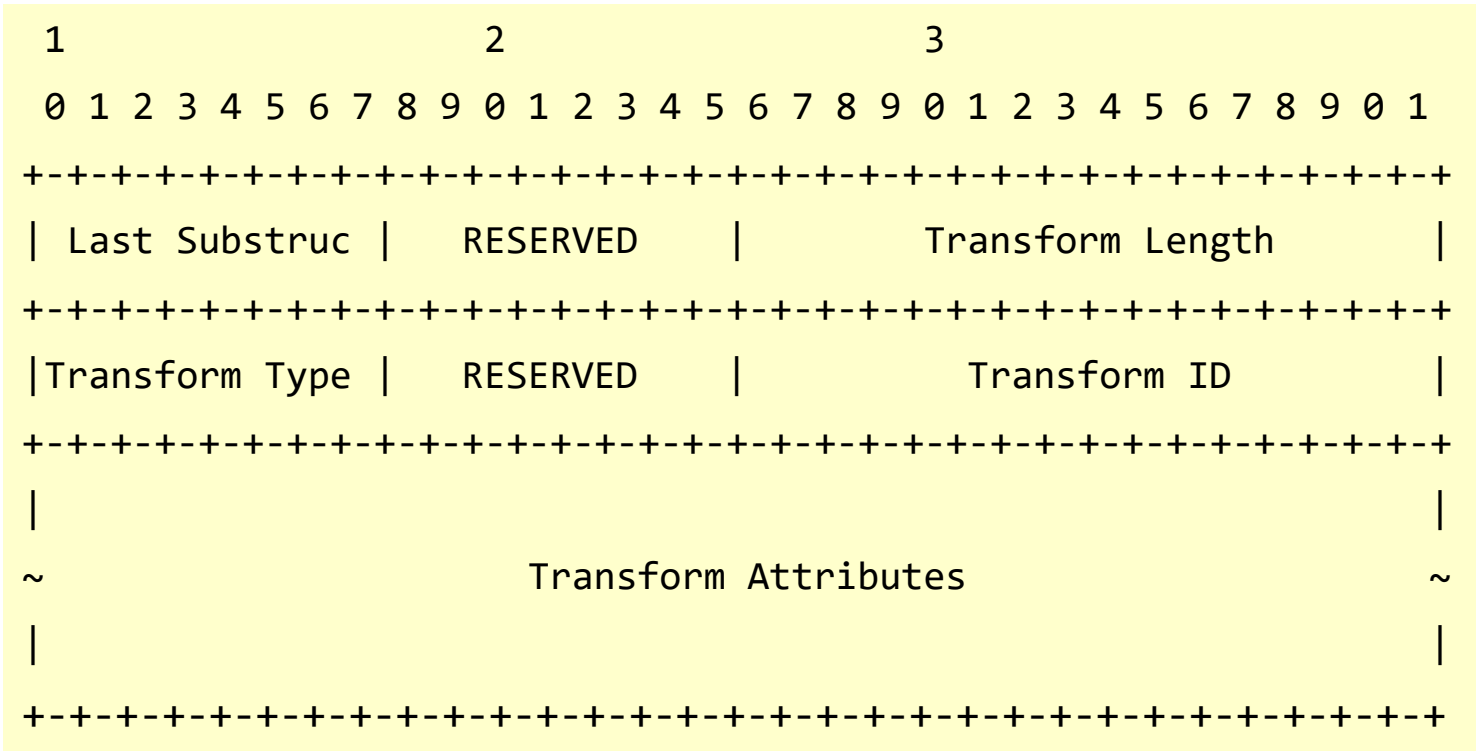 1                   2                   3
0 1 2 3 4 5 6 7 8 9 0 1 2 3 4 5 6 7 8 9 0 1 2 3 4 5 6 7 8 9 0 1
+-+-+-+-+-+-+-+-+-+-+-+-+-+-+-+-+-+-+-+-+-+-+-+-+-+-+-+-+-+-+-+-+
| Last Substruc |   RESERVED    |        Transform Length       |
+-+-+-+-+-+-+-+-+-+-+-+-+-+-+-+-+-+-+-+-+-+-+-+-+-+-+-+-+-+-+-+-+
|Transform Type |   RESERVED    |          Transform ID         |
+-+-+-+-+-+-+-+-+-+-+-+-+-+-+-+-+-+-+-+-+-+-+-+-+-+-+-+-+-+-+-+-+
|                                                               |
~                      Transform Attributes                     ~
|                                                               |
+-+-+-+-+-+-+-+-+-+-+-+-+-+-+-+-+-+-+-+-+-+-+-+-+-+-+-+-+-+-+-+-+